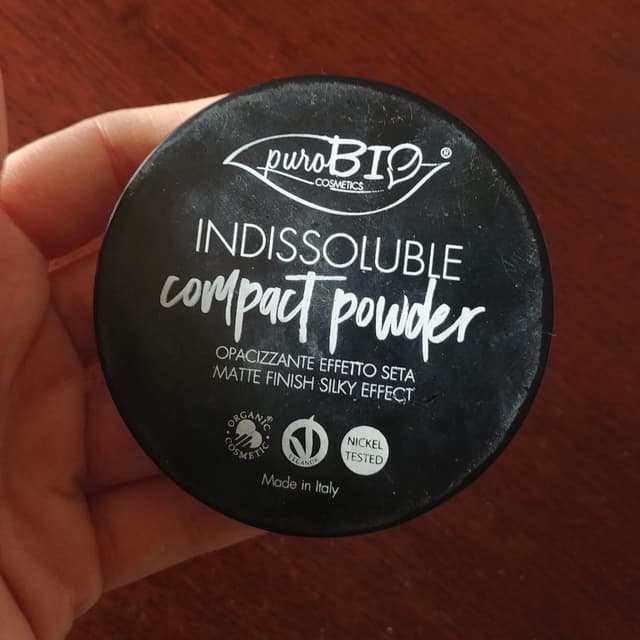 puroBIO®
COSMETICS
INDISSOLUBLE
compact powder
OPACIZZANTE EFFETTO SETA
MATTE FINISH SILKY EFFECT
ORGANIC® COSMETIC
VEGANOK
NICKEL
TESTED
Made in Italy